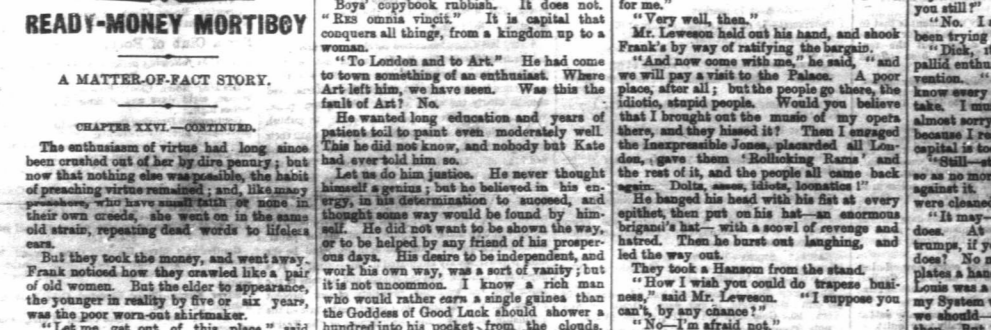 READY-MONEY MORTIBOY
A MATTER-OF-FACT STORY.
CHAPTER XXVI.—CONTINUED.
The enthusiasm of virtue had long since
been crushed out of her by dire penury; but
now that nothing else was possible, the habit
of preaching virtue remained; and, like many
preachers, who have small faith or none in
their own creeds, she went on in the same
old strain, repeating dead words to lifeless
ears.
But they took the money, and went away.
Frank noticed how they crawled like a pair
of old women. But the elder to appearance,
the younger in reality by five or six years,
was the poor worn-out shirtmaker.
"Let me get out of this place," said
Boys' copybook rubbish. It does not.
"RES omnia vincit." It is capital that
conquers all things, from a kingdom up to a
woman.
"To London and to Art." He had come
to town something of an enthusiast. Where
Art left him, we have seen. Was this the
fault of Art? No.
He wanted long education and years of
patient toil to paint even moderately well.
This he did not know, and nobody but Kate
had ever told him so.
Let us do him justice. He never thought
himself a genius; but he believed in his en-
ergy, in his determination to succeed, and
thought some way would be found by him-
self. He did not want to be shown the way,
or to be helped by any friend of his prosper-
ous days. His desire to be independent, and
work his own way, was a sort of vanity; but
it is not uncommon. I know a rich man
who would rather earn a single guinea than
the Goddess of Good Luck should shower a
hundred into his pocket from the clouds.
for me."
"Very well, then."
Mr. Leweson held out his hand, and shook
Frank's by way of ratifying the bargain.
"And now come with me," he said, "and
we will pay a visit to the Palace. A poor
place, after all; but the people go there, the
idiotic, stupid people. Would you believe
that I brought out the music of my opera
there, and they hissed it? Then I engaged
the Inexpressible Jones, placarded all Lon-
don, gave them 'Rollicking Rams' and
the rest of it, and the people all came back
again. Dolts, asses, idiots, loonatics!"
He banged his head with his fist at every
epithet, then put on his hat—an enormous
brigand's hat—with a scowl of revenge and
hatred. Then he burst out laughing, and
led the way out.
They took a Hansom from the stand.
"How I wish you could do trapeze busi-
ness," said Mr. Leweson. "I suppose you
can't, by any chance?"
"No—I'm afraid not."
you still?"
"No. I
been trying
"Dick,
pallid enthu
vention.
know every
take. I mu
almost sorry
because I re
capital is to
"Still—
so as no mor
against it.
were cleane
"It may—
does. At
trumps, if y
does? No m
plates a han
Louis was a
my System
we should—